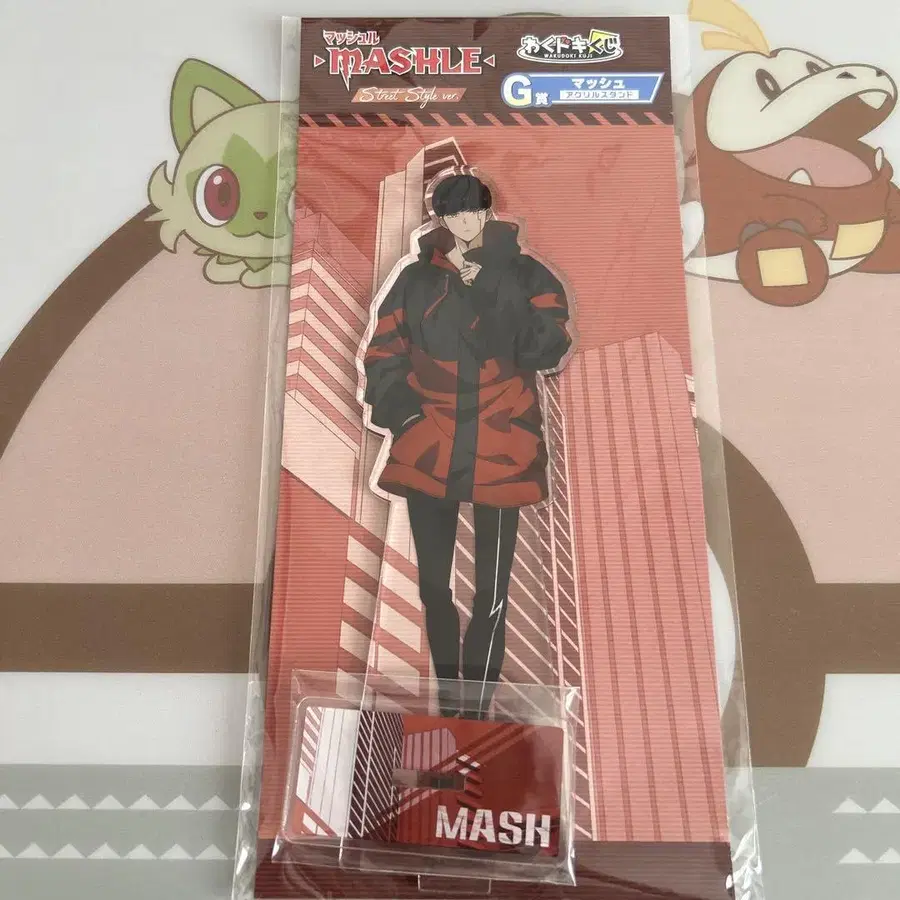 マッシュル
MASHLE
Street Style ver.
わくドキくじ
WAKUDOKI KUJI
G賞
マッシュ
アクリルスタンド
MASH